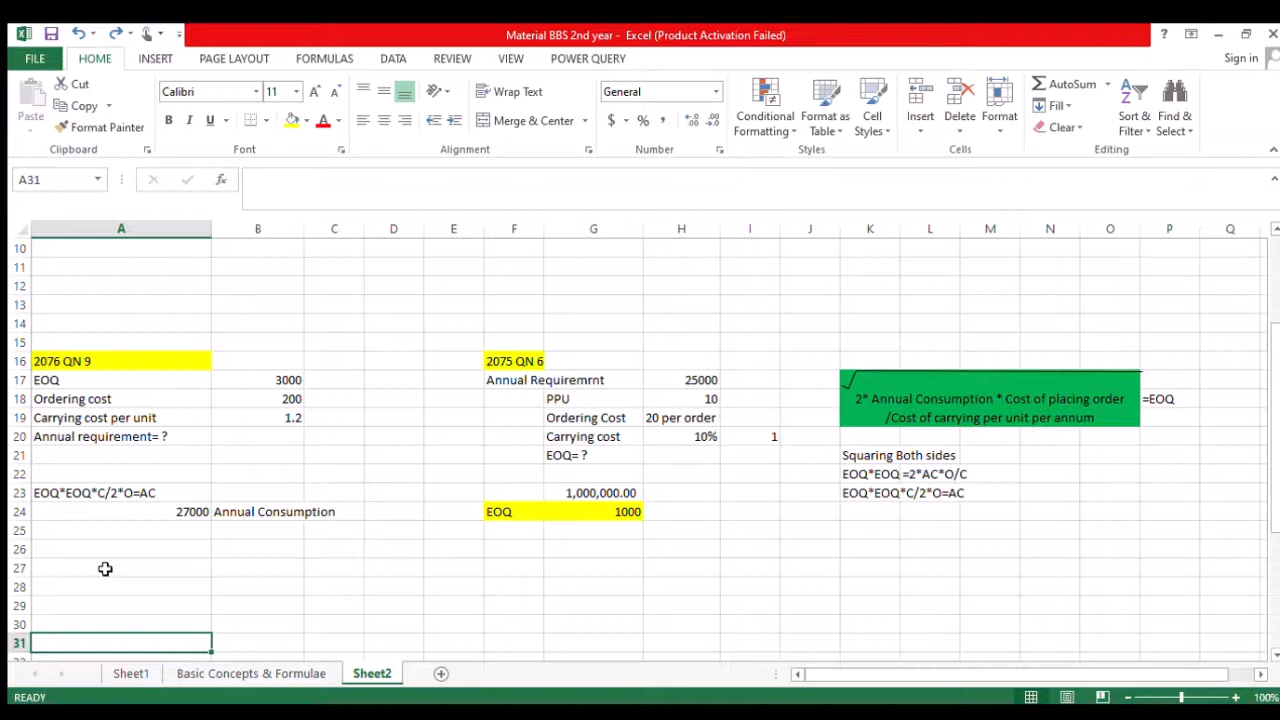 Material BBS 2nd year - Excel (Product Activation Failed)
Sign in
FILE HOME INSERT PAGE LAYOUT FORMULAS DATA REVIEW VIEW POWER QUERY
Paste
Cut
Copy
Format Painter
Clipboard
Calibri 11
B I U
Font
Wrap Text
Merge & Center
Alignment
General
$ % ,
Number
Conditional Formatting
Format as Table
Cell Styles
Styles
Insert Delete Format
Cells
AutoSum
Fill
Clear
Sort & Filter
Find & Select
Editing
A31 fx
A B C D E F G H I J K L M N O P Q
10
11
12
13
14
15
16 2076 QN 9 2075 QN 6
17 EOQ 3000 Annual Requiremrnt 25000
18 Ordering cost 200 PPU 10 2* Annual Consumption * Cost of placing order =EOQ
19 Carrying cost per unit 1.2 Ordering Cost 20 per order /Cost of carrying per unit per annum
20 Annual requirement= ? Carrying cost 10% 1
21 EOQ= ? Squaring Both sides
22 EOQ*EOQ =2*AC*O/C
23 EOQ*EOQ*C/2*O=AC 1,000,000.00 EOQ*EOQ*C/2*O=AC
24 27000 Annual Consumption EOQ 1000
25
26
27
28
29
30
31
Sheet1 Basic Concepts & Formulae Sheet2
READY 100%